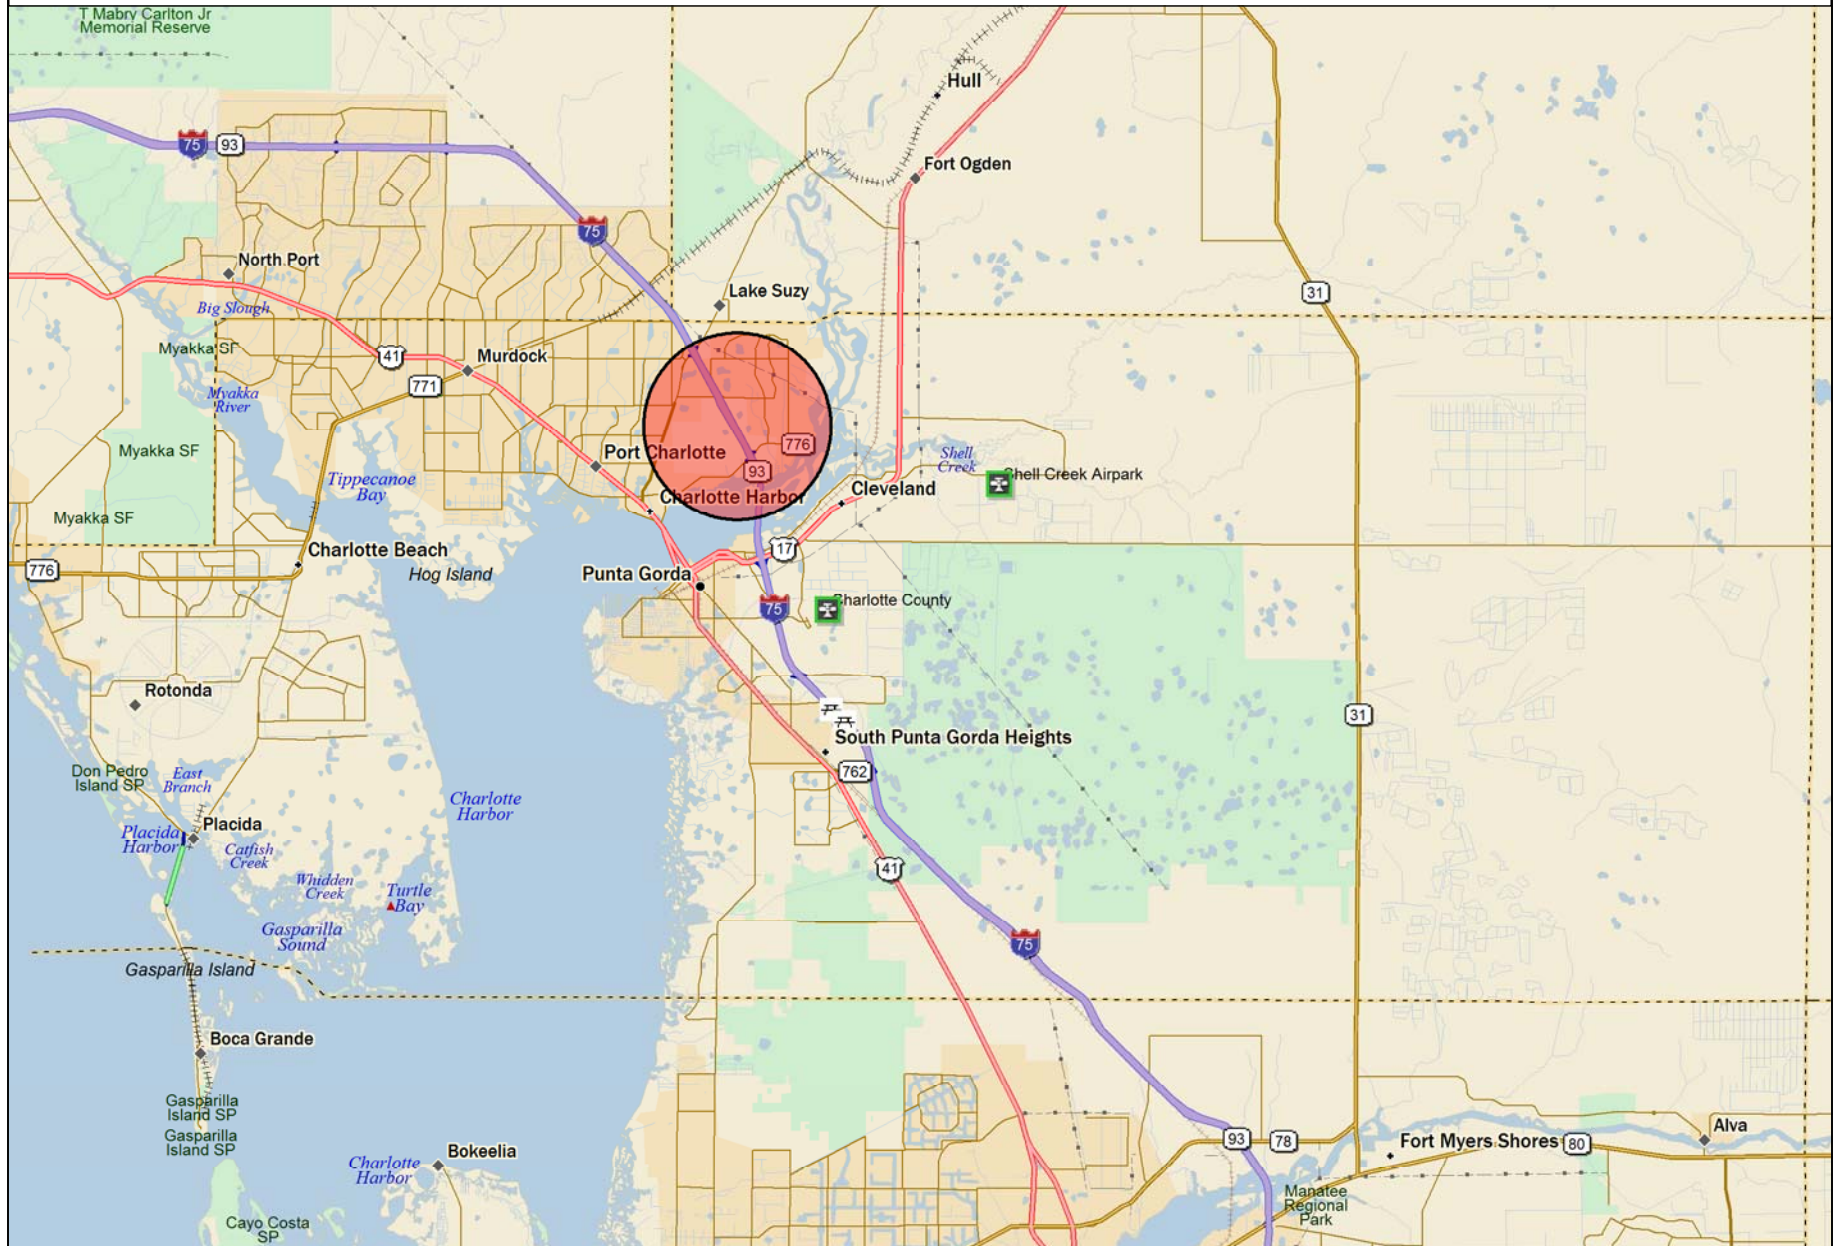 T Mabry Carlton Jr
Memorial Reserve
Hull
75
93
Fort Ogden
75
North Port
Lake Suzy
31
Big Slough
Myakka SF
41
Murdock
771
Myakka
River
776
Myakka SF
Port Charlotte
Shell
Creek
93
Shell Creek Airpark
Tippecanoe
Bay
Charlotte Harbor
Cleveland
Myakka SF
Charlotte Beach
17
776
Hog Island
Punta Gorda
75
Charlotte County
Rotonda
31
South Punta Gorda Heights
Don Pedro
Island SP
East
Branch
762
Charlotte
Harbor
Placida
Placida
Harbor
Catfish
Creek
41
Whidden
Creek
Turtle
Bay
Gasparilla
Sound
75
Gasparilla Island
Boca Grande
Gasparilla
Island SP
Gasparilla
Island SP
93
78
Fort Myers Shores
80
Alva
Bokeelia
Charlotte
Harbor
Manatee
Regional
Park
Cayo Costa
SP